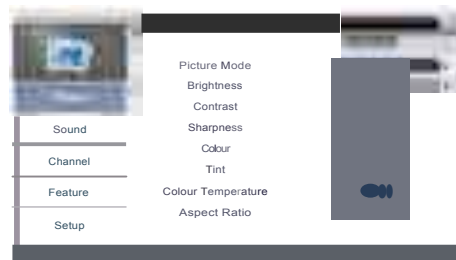 Picture Mode
Brightness
Contrast
Sharpness
Colour
Tint
Colour Temperature
Aspect Ratio
Sound
Channel
Feature
Setup